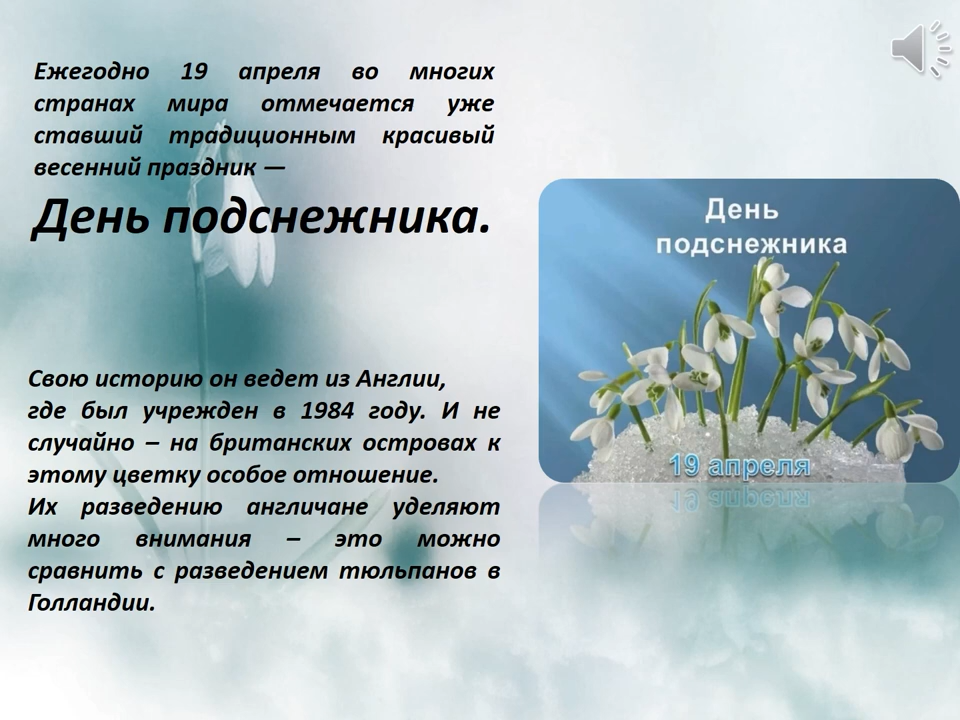 Ежегодно 19 апреля во многих
странах мира отмечается уже
ставший традиционным красивый
весенний праздник —
День подснежника.
Свою историю он ведет из Англии,
где был учрежден в 1984 году. И не
случайно – на британских островах к
этому цветку особое отношение.
Их разведению англичане уделяют
много внимания – это можно
сравнить с разведением тюльпанов в
Голландии.
День
подснежника
19 апреля